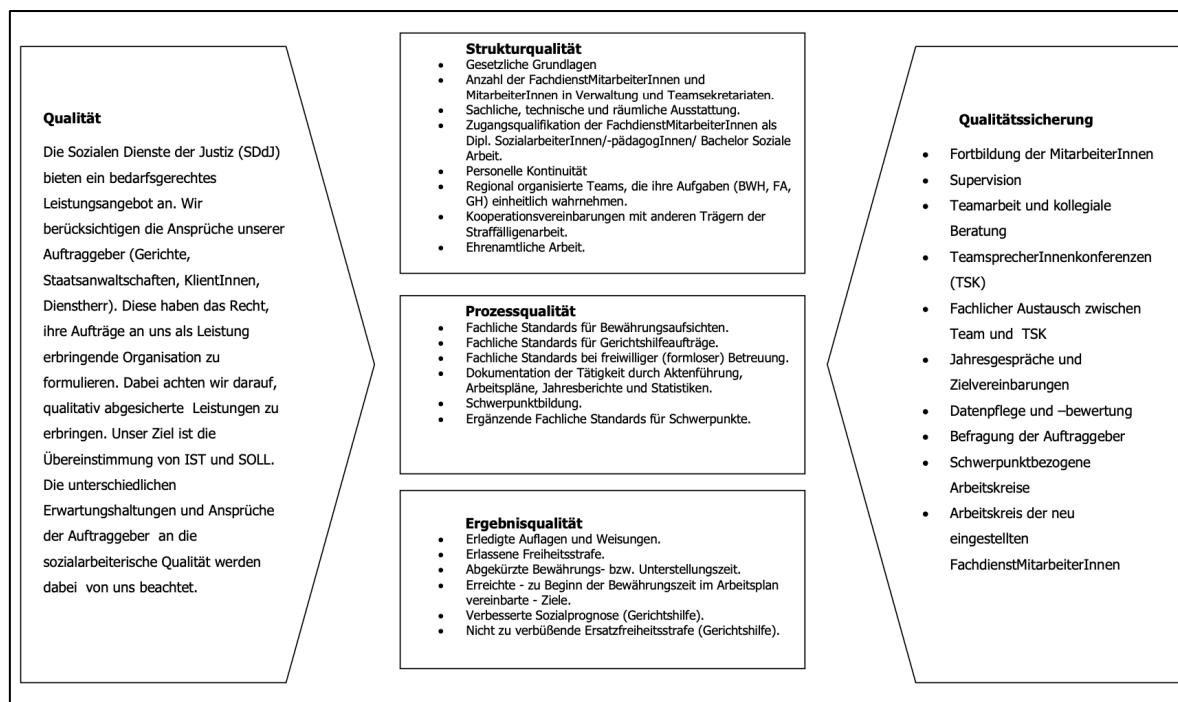 Qualität
Die Sozialen Dienste der Justiz (SDdJ)
bieten ein bedarfsgerechtes
Leistungsangebot an. Wir
berücksichtigen die Ansprüche unserer
Auftraggeber (Gerichte,
Staatsanwaltschaften, KlientInnen,
Dienstherr). Diese haben das Recht,
ihre Aufträge an uns als Leistung
erbringende Organisation zu
formulieren. Dabei achten wir darauf,
qualitativ abgesicherte Leistungen zu
erbringen. Unser Ziel ist die
Übereinstimmung von IST und SOLL.
Die unterschiedlichen
Erwartungshaltungen und Ansprüche
der Auftraggeber an die
sozialarbeiterische Qualität werden
dabei von uns beachtet.
Strukturqualität
• Gesetzliche Grundlagen
• Anzahl der FachdienstMitarbeiterInnen und
MitarbeiterInnen in Verwaltung und Teamsekretariaten.
• Sachliche, technische und räumliche Ausstattung.
• Zugangsqualifikation der FachdienstMitarbeiterInnen als
Dipl. SozialarbeiterInnen/-pädagogInnen/ Bachelor Soziale
Arbeit.
• Personelle Kontinuität
• Regional organisierte Teams, die ihre Aufgaben (BWH, FA,
GH) einheitlich wahrnehmen.
• Kooperationsvereinbarungen mit anderen Trägern der
Straffälligenarbeit.
• Ehrenamtliche Arbeit.
Prozessqualität
• Fachliche Standards für Bewährungsaufsichten.
• Fachliche Standards für Gerichtshilfeaufträge.
• Fachliche Standards bei freiwilliger (formloser) Betreuung.
• Dokumentation der Tätigkeit durch Aktenführung,
Arbeitspläne, Jahresberichte und Statistiken.
• Schwerpunktbildung.
• Ergänzende Fachliche Standards für Schwerpunkte.
Ergebnisqualität
• Erledigte Auflagen und Weisungen.
• Erlassene Freiheitsstrafe.
• Abgekürzte Bewährungs- bzw. Unterstellungszeit.
• Erreichte - zu Beginn der Bewährungszeit im Arbeitsplan
vereinbarte - Ziele.
• Verbesserte Sozialprognose (Gerichtshilfe).
• Nicht zu verbüßende Ersatzfreiheitsstrafe (Gerichtshilfe).
Qualitätssicherung
• Fortbildung der MitarbeiterInnen
• Supervision
• Teamarbeit und kollegiale
Beratung
• TeamsprecherInnenkonferenzen
(TSK)
• Fachlicher Austausch zwischen
Team und TSK
• Jahresgespräche und
Zielvereinbarungen
• Datenpflege und –bewertung
• Befragung der Auftraggeber
• Schwerpunktbezogene
Arbeitskreise
• Arbeitskreis der neu
eingestellten
FachdienstMitarbeiterInnen